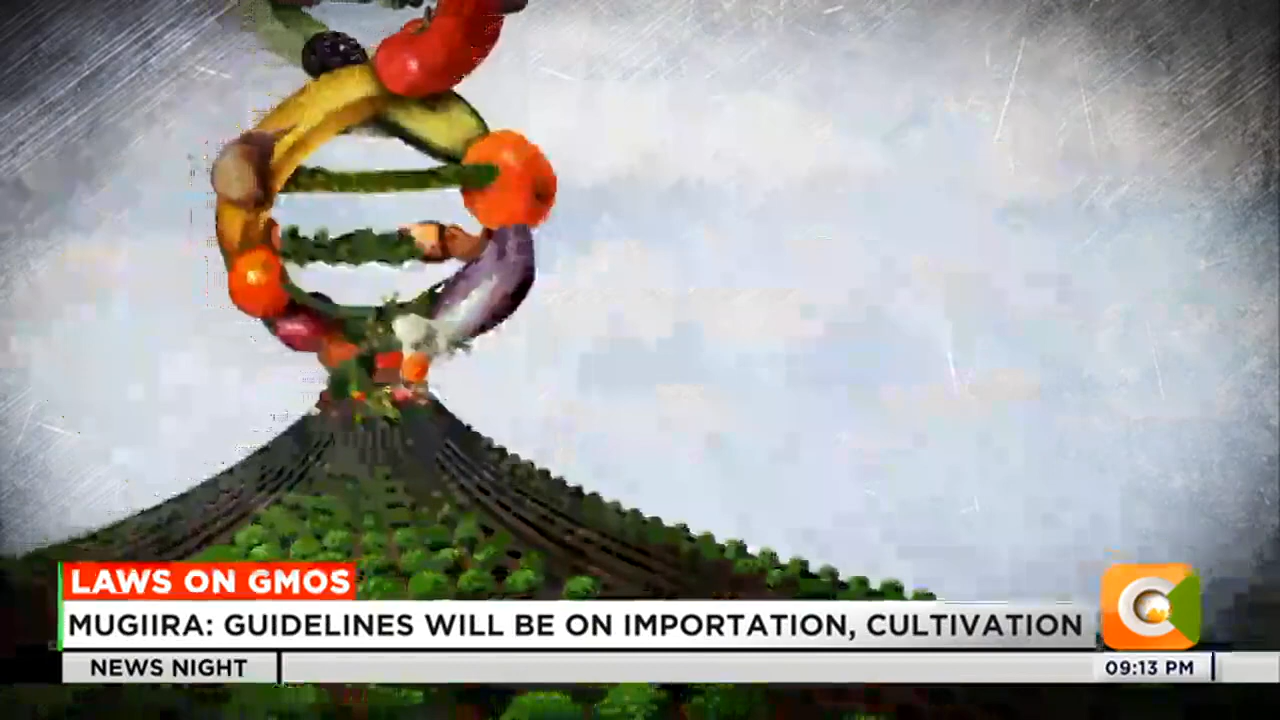 LAWS ON GMOS
MUGIIRA: GUIDELINES WILL BE ON IMPORTATION, CULTIVATION
NEWS NIGHT
09:13 PM